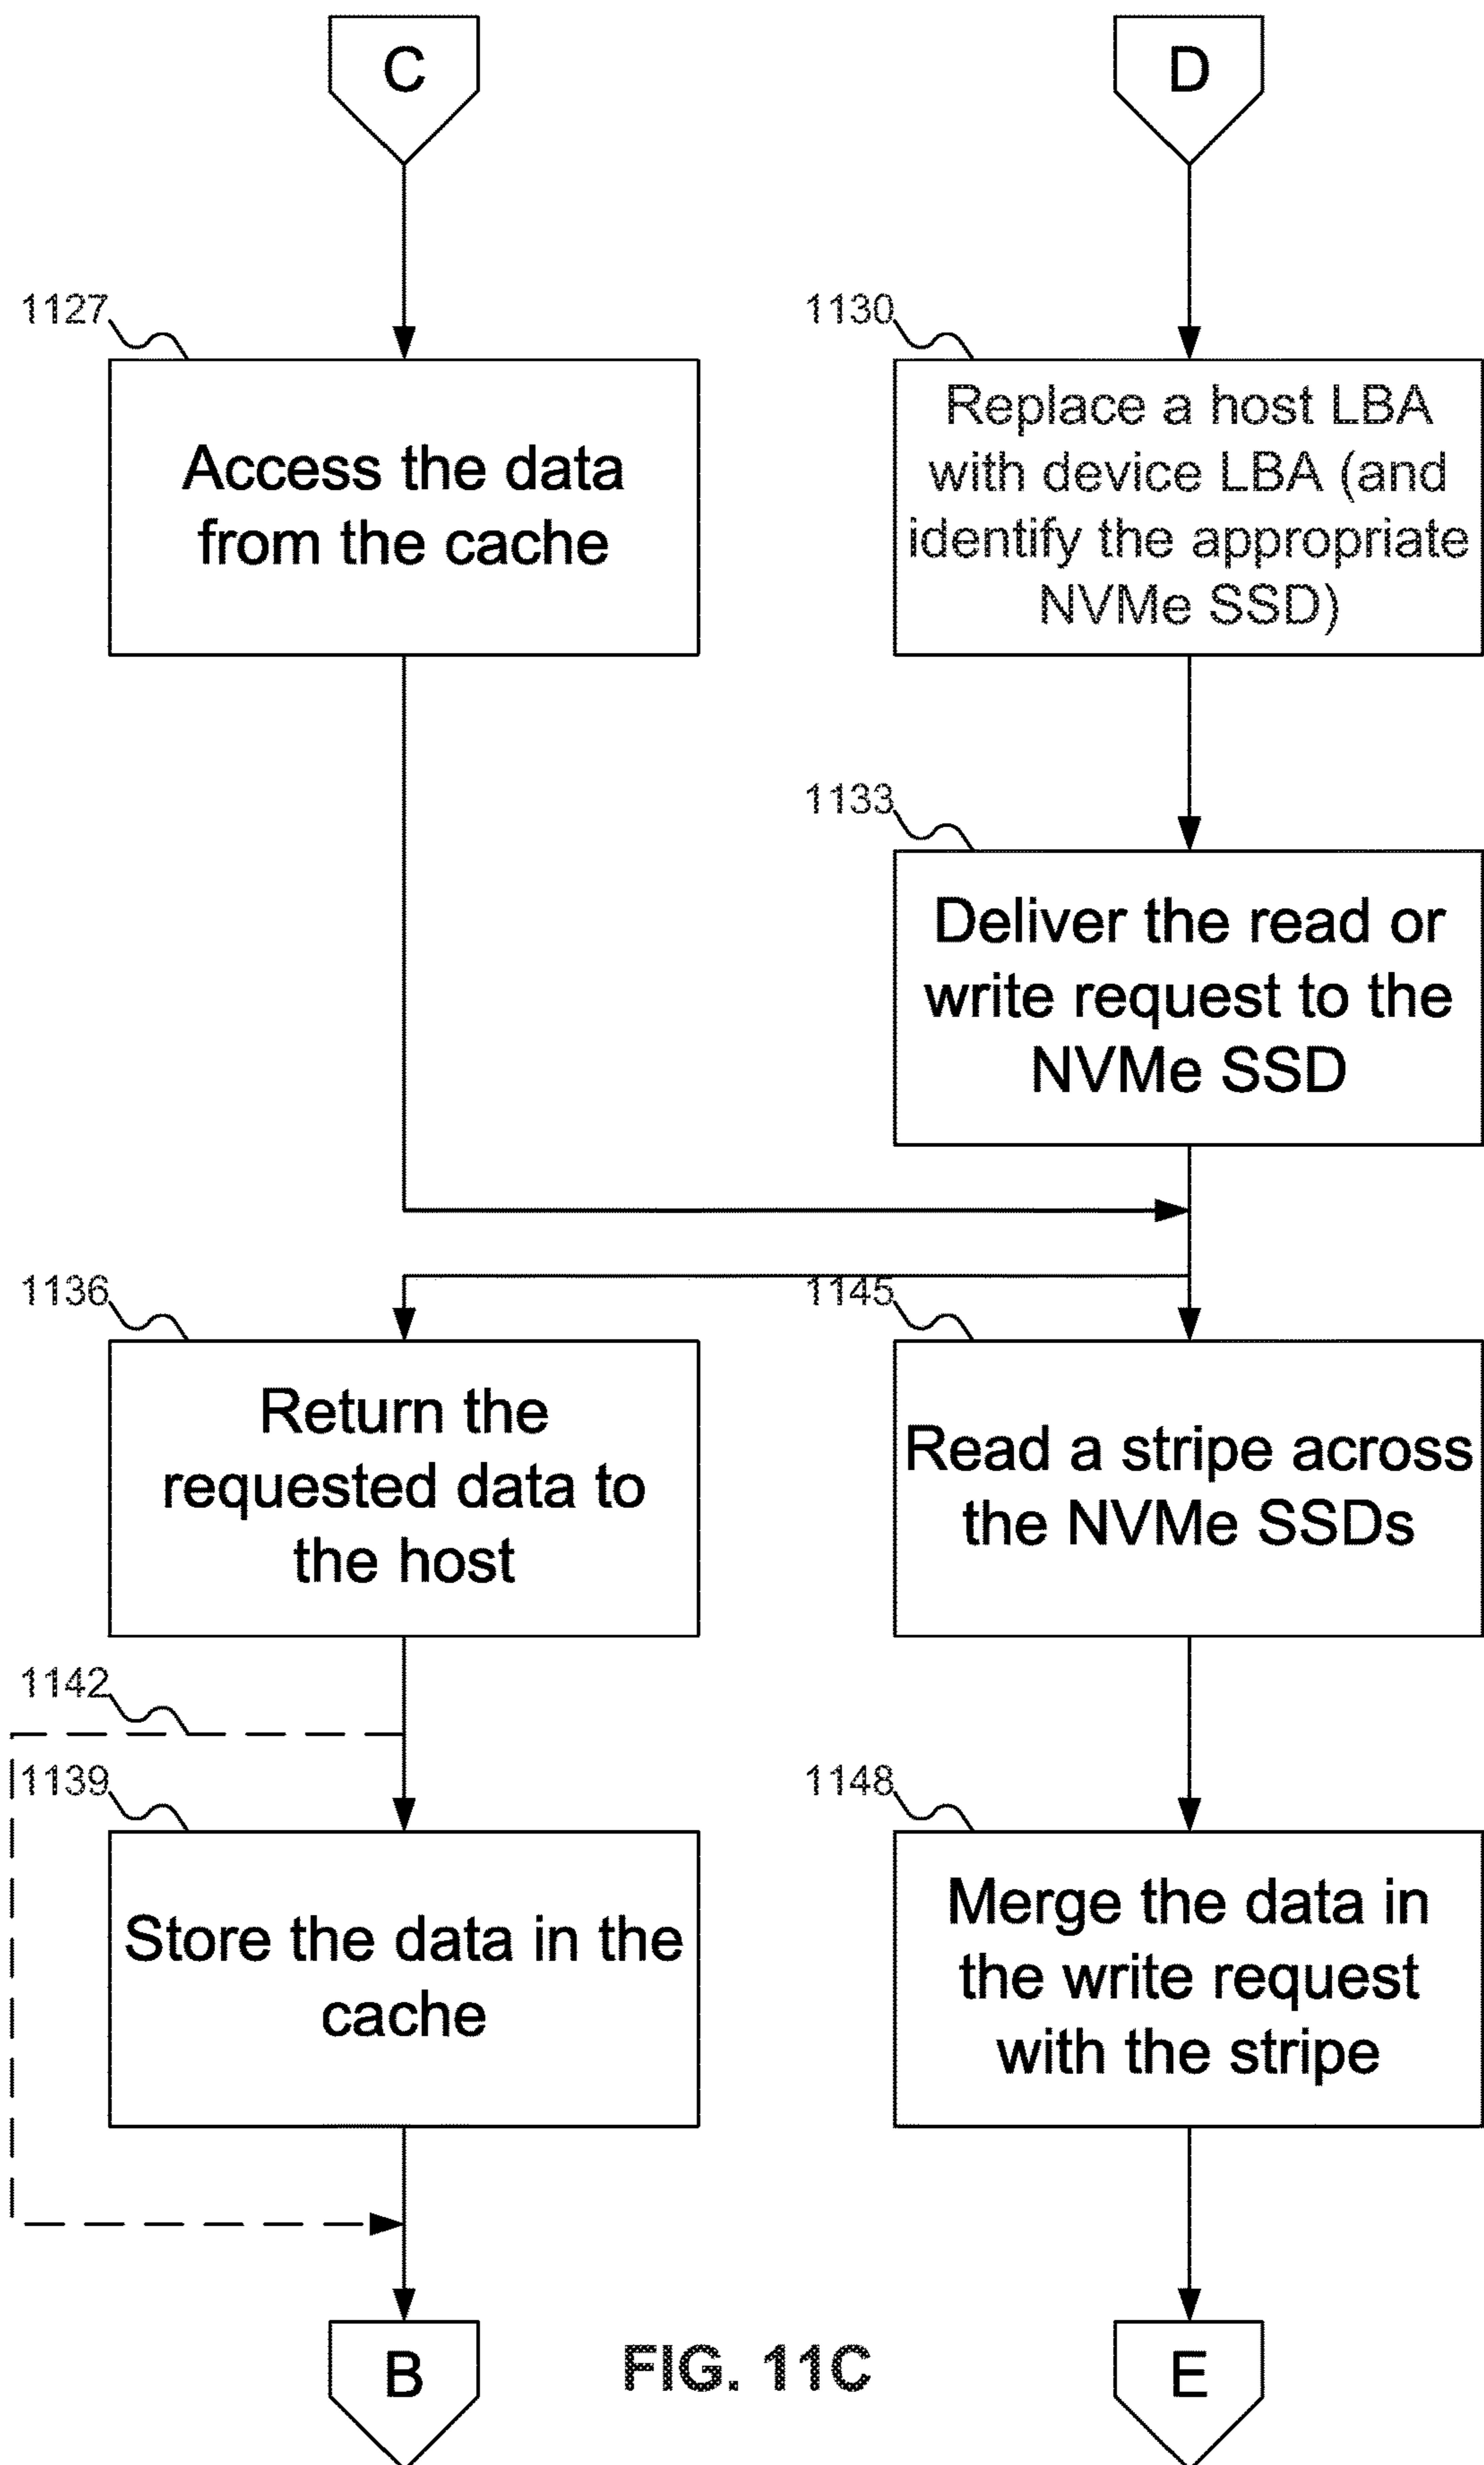 C
D
1127
1130
Access the data
from the cache
Replace a host LBA
with device LBA (and
identify the appropriate
NVMe SSD)
1133
Deliver the read or
write request to the
NVMe SSD
1136
1145
Return the
requested data to
the host
Read a stripe across
the NVMe SSDs
1142
1139
1148
Store the data in the
cache
Merge the data in
the write request
with the stripe
B
E
FIG. 11C